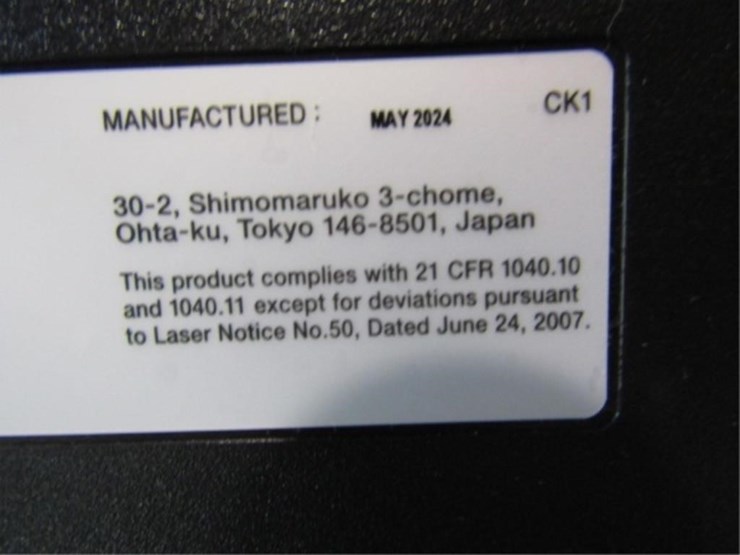 MANUFACTURED : MAY 2024 CK1
30-2, Shimomaruko 3-chome,
Ohta-ku, Tokyo 146-8501, Japan
This product complies with 21 CFR 1040.10
and 1040.11 except for deviations pursuant
to Laser Notice No.50, Dated June 24, 2007.